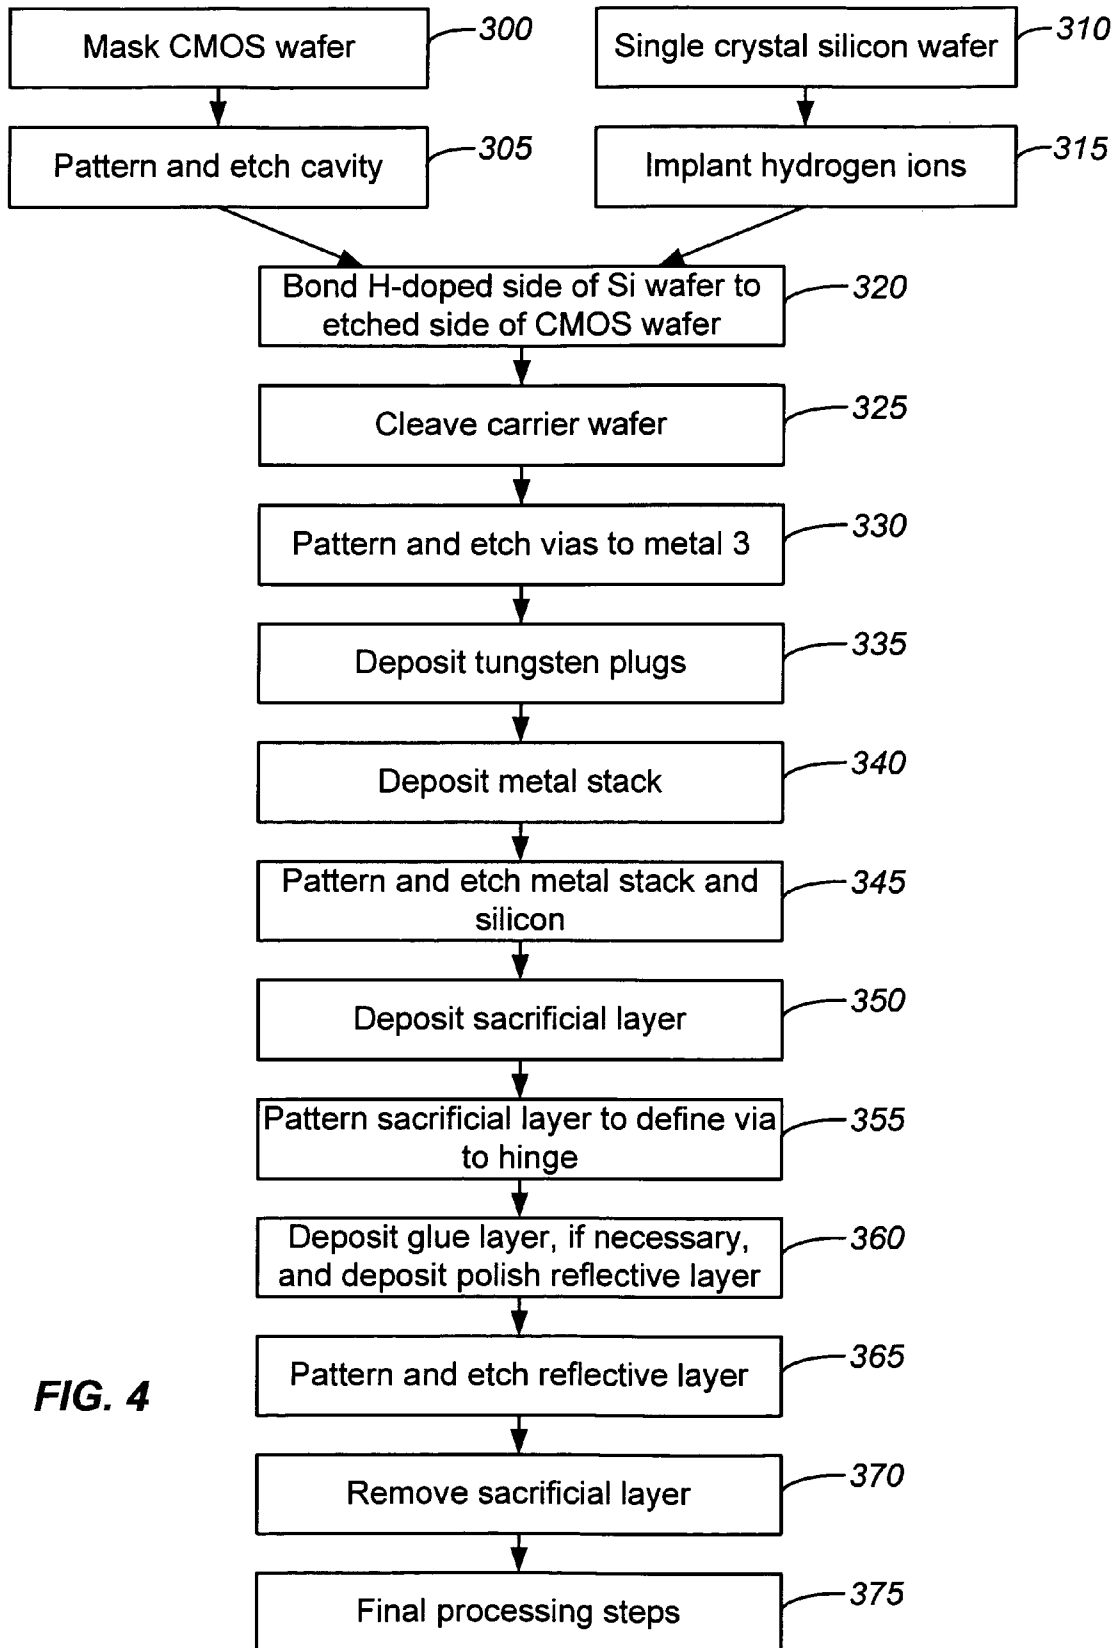 Mask CMOS wafer
300
Single crystal silicon wafer
310
Pattern and etch cavity
305
Implant hydrogen ions
315
Bond H-doped side of Si wafer to
etched side of CMOS wafer
320
Cleave carrier wafer
325
Pattern and etch vias to metal 3
330
Deposit tungsten plugs
335
Deposit metal stack
340
Pattern and etch metal stack and
silicon
345
Deposit sacrificial layer
350
Pattern sacrificial layer to define via
to hinge
355
Deposit glue layer, if necessary,
and deposit polish reflective layer
360
Pattern and etch reflective layer
365
FIG. 4
Remove sacrificial layer
370
Final processing steps
375